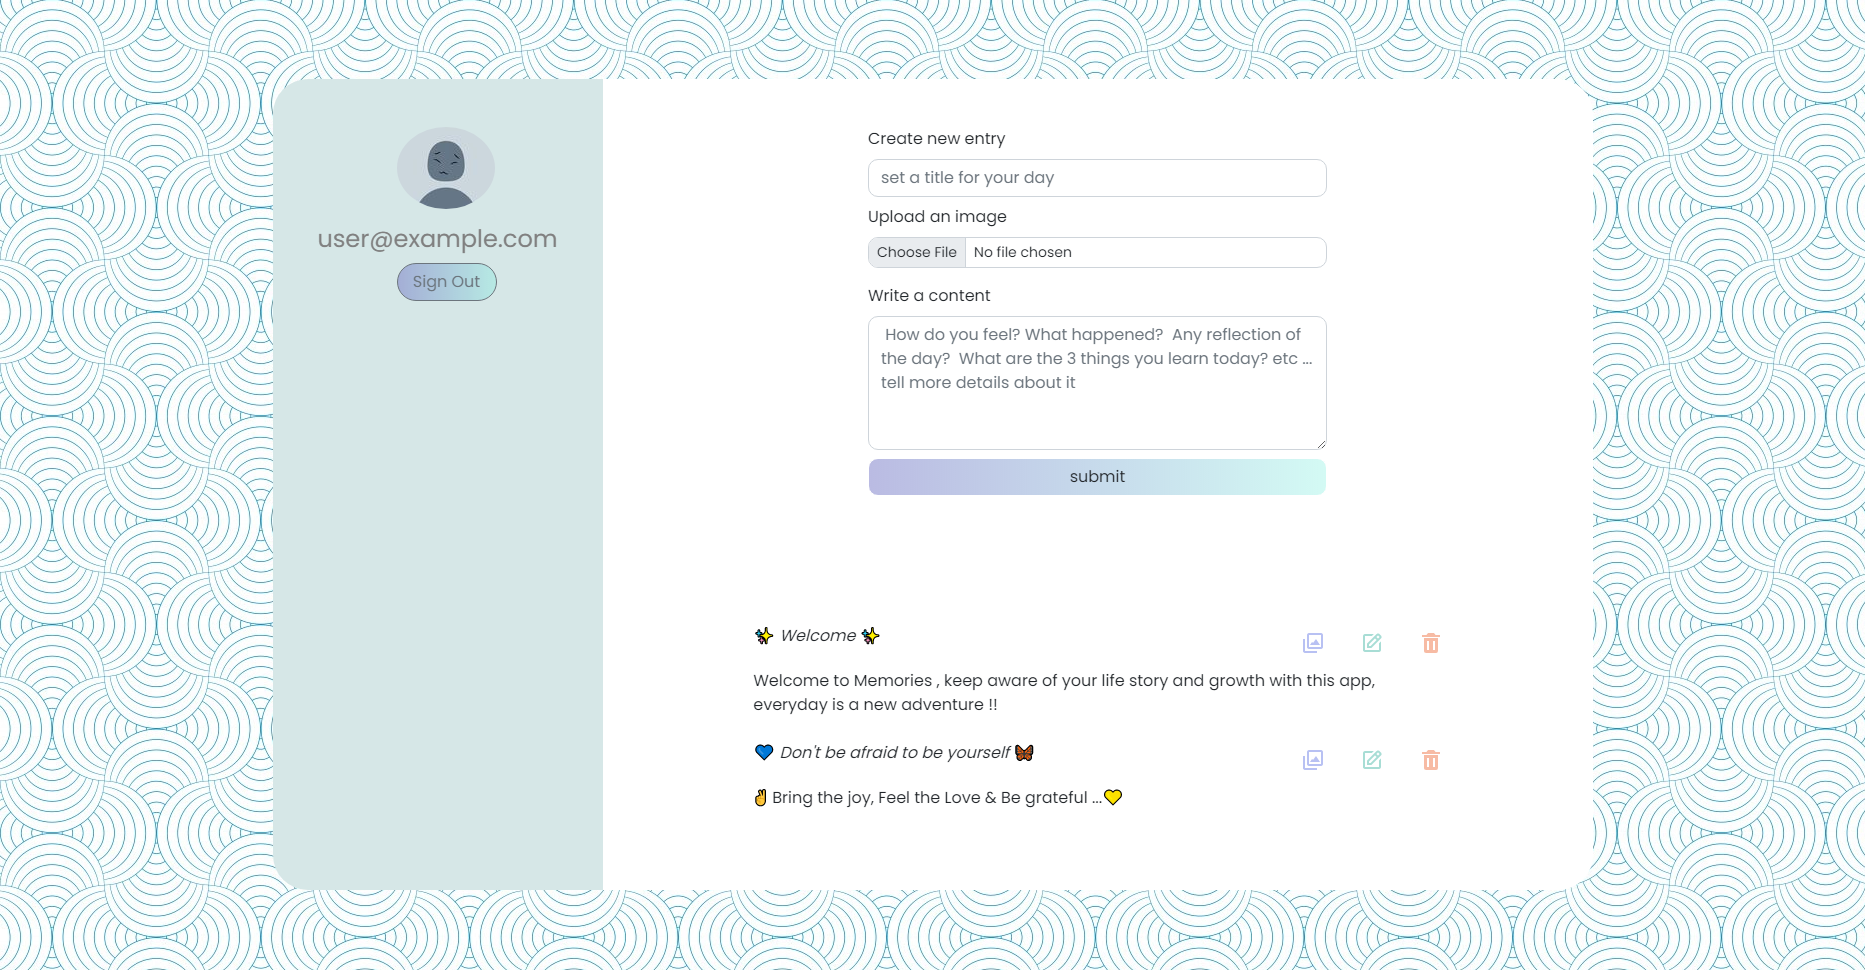 user@example.com
Sign Out
Create new entry
set a title for your day
Upload an image
Choose File No file chosen
Write a content
How do you feel? What happened?  Any reflection of
the day?  What are the 3 things you learn today? etc ...
tell more details about it
submit
✨ Welcome ✨
Welcome to Memories , keep aware of your life story and growth with this app,
everyday is a new adventure !!
💙 Don't be afraid to be yourself 🦋
✌Bring the joy, Feel the Love & Be grateful ...💛